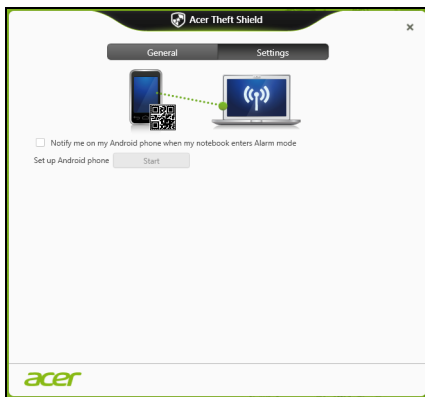 Acer Theft Shield
General Settings
Notify me on my Android phone when my notebook enters Alarm mode
Set up Android phone Start
acer